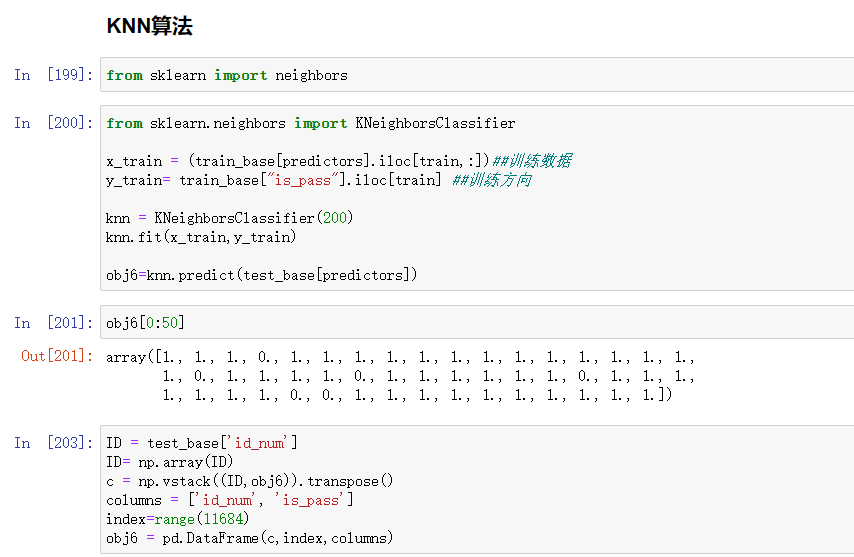 KNN算法
In [199]: from sklearn import neighbors
In [200]: from sklearn.neighbors import KNeighborsClassifier
x_train = (train_base[predictors].iloc[train,:])##训练数据
y_train= train_base["is_pass"].iloc[train] ##训练方向
knn = KNeighborsClassifier(200)
knn.fit(x_train,y_train)
obj6=knn.predict(test_base[predictors])
In [201]: obj6[0:50]
Out[201]: array([1., 1., 1., 0., 1., 1., 1., 1., 1., 1., 1., 1., 1., 1., 1., 1., 1.,
1., 0., 1., 1., 1., 1., 0., 1., 1., 1., 1., 1., 1., 0., 1., 1., 1.,
1., 1., 1., 1., 0., 0., 1., 1., 1., 1., 1., 1., 1., 1., 1., 1.])
In [203]: ID = test_base['id_num']
ID= np.array(ID)
c = np.vstack((ID,obj6)).transpose()
columns = ['id_num', 'is_pass']
index=range(11684)
obj6 = pd.DataFrame(c,index,columns)